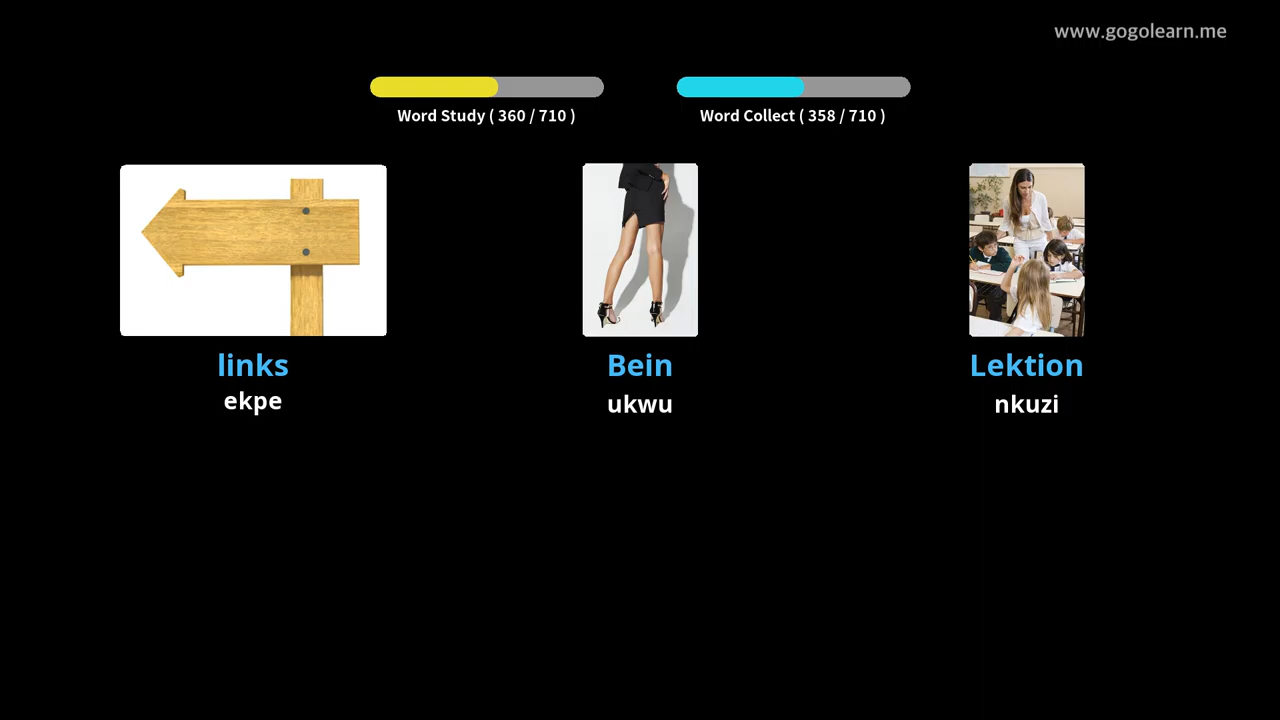 www.gogolearn.me
Word Study ( 360 / 710 )
Word Collect ( 358 / 710 )
links
ekpe
Bein
ukwu
Lektion
nkuzi